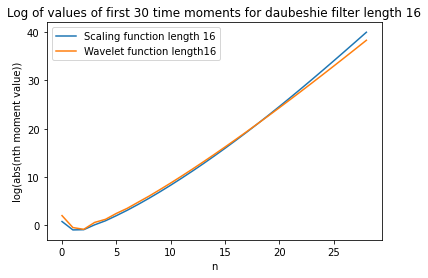 Log of values of first 30 time moments for daubeshie filter length 16
Scaling function length 16
Wavelet function length16
log(abs(nth moment value))
40
30
20
10
0
0 5 10 15 20 25
n